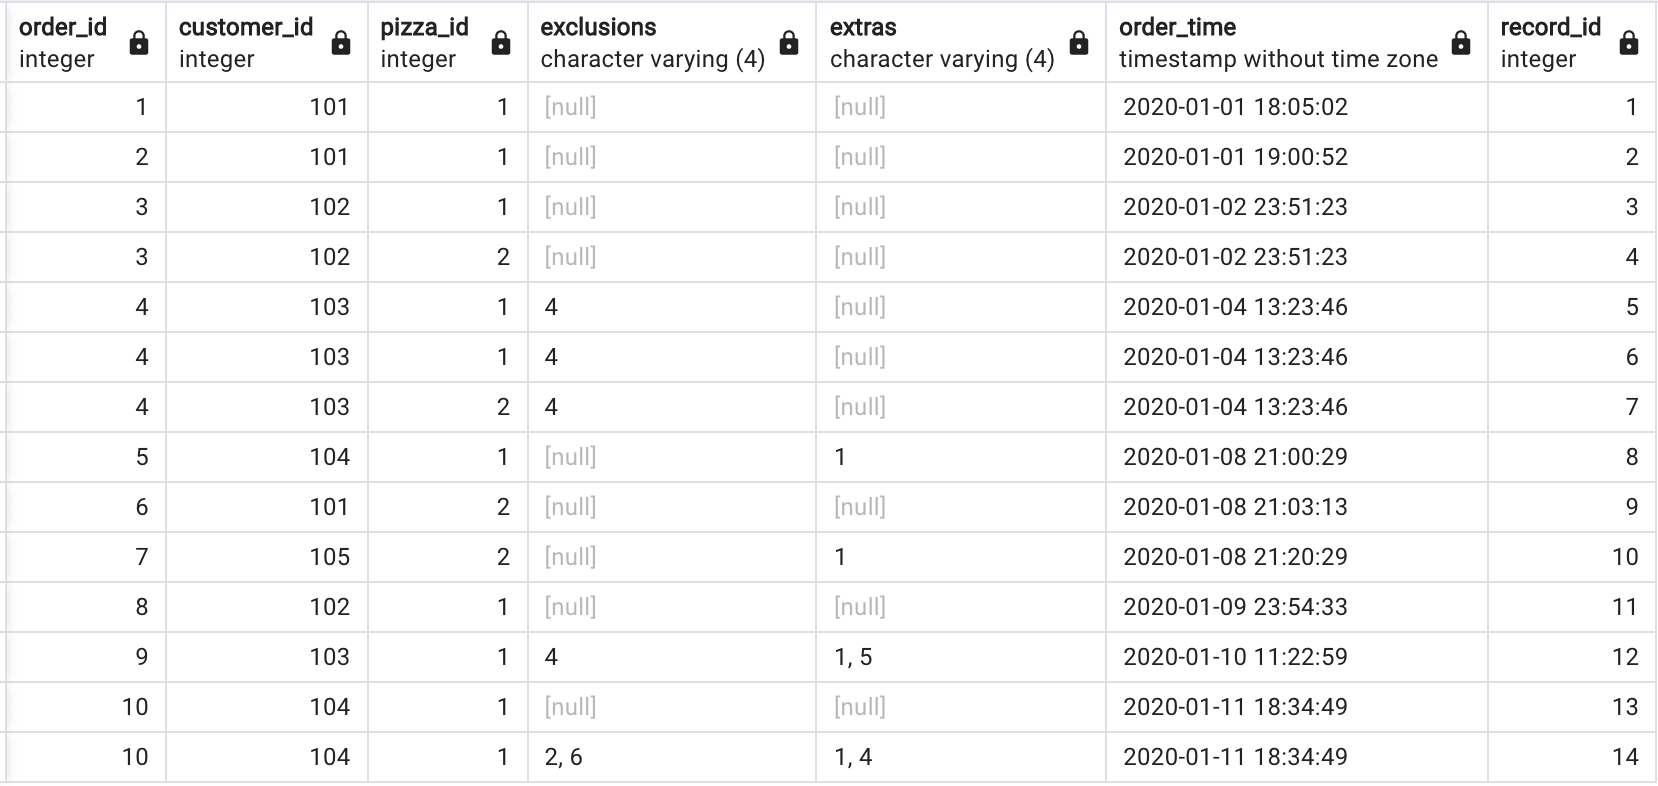 order_id customer_id pizza_id exclusions extras order_time record_id
integer integer integer character varying (4) character varying (4) timestamp without time zone integer
1 101 1 [null] [null] 2020-01-01 18:05:02 1
2 101 1 [null] [null] 2020-01-01 19:00:52 2
3 102 1 [null] [null] 2020-01-02 23:51:23 3
3 102 2 [null] [null] 2020-01-02 23:51:23 4
4 103 1 4 [null] 2020-01-04 13:23:46 5
4 103 1 4 [null] 2020-01-04 13:23:46 6
4 103 2 4 [null] 2020-01-04 13:23:46 7
5 104 1 [null] 1 2020-01-08 21:00:29 8
6 101 2 [null] [null] 2020-01-08 21:03:13 9
7 105 2 [null] 1 2020-01-08 21:20:29 10
8 102 1 [null] [null] 2020-01-09 23:54:33 11
9 103 1 4 1, 5 2020-01-10 11:22:59 12
10 104 1 [null] [null] 2020-01-11 18:34:49 13
10 104 1 2, 6 1, 4 2020-01-11 18:34:49 14